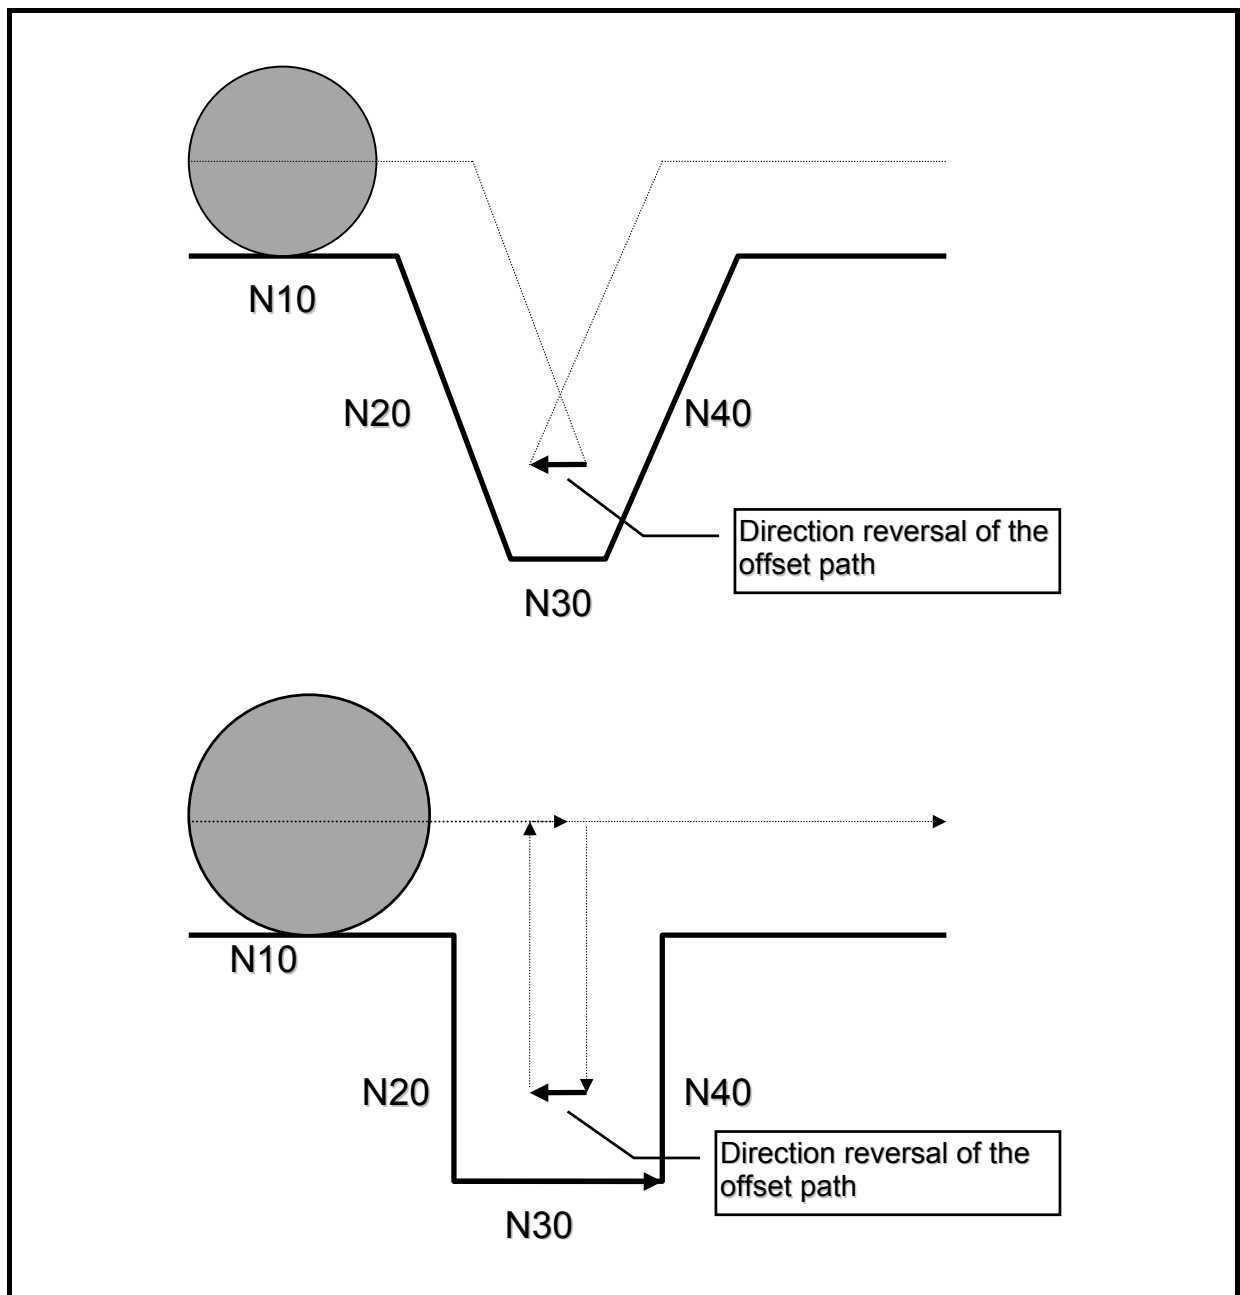 N10
N20
N40
Direction reversal of the
offset path
N30
N10
N20
N40
Direction reversal of the
offset path
N30